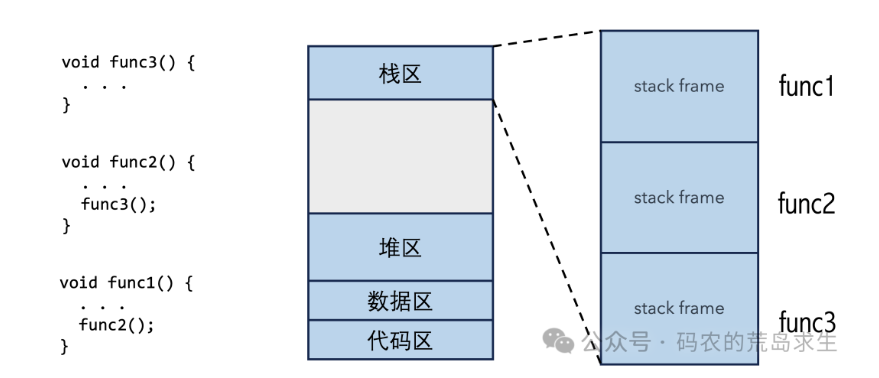 void func3() {
. . .
}
void func2() {
. . .
func3();
}
void func1() {
. . .
func2();
}
栈区
堆区
数据区
代码区
stack frame
func1
stack frame
func2
stack frame
func3
公众号 · 码农的荒岛求生